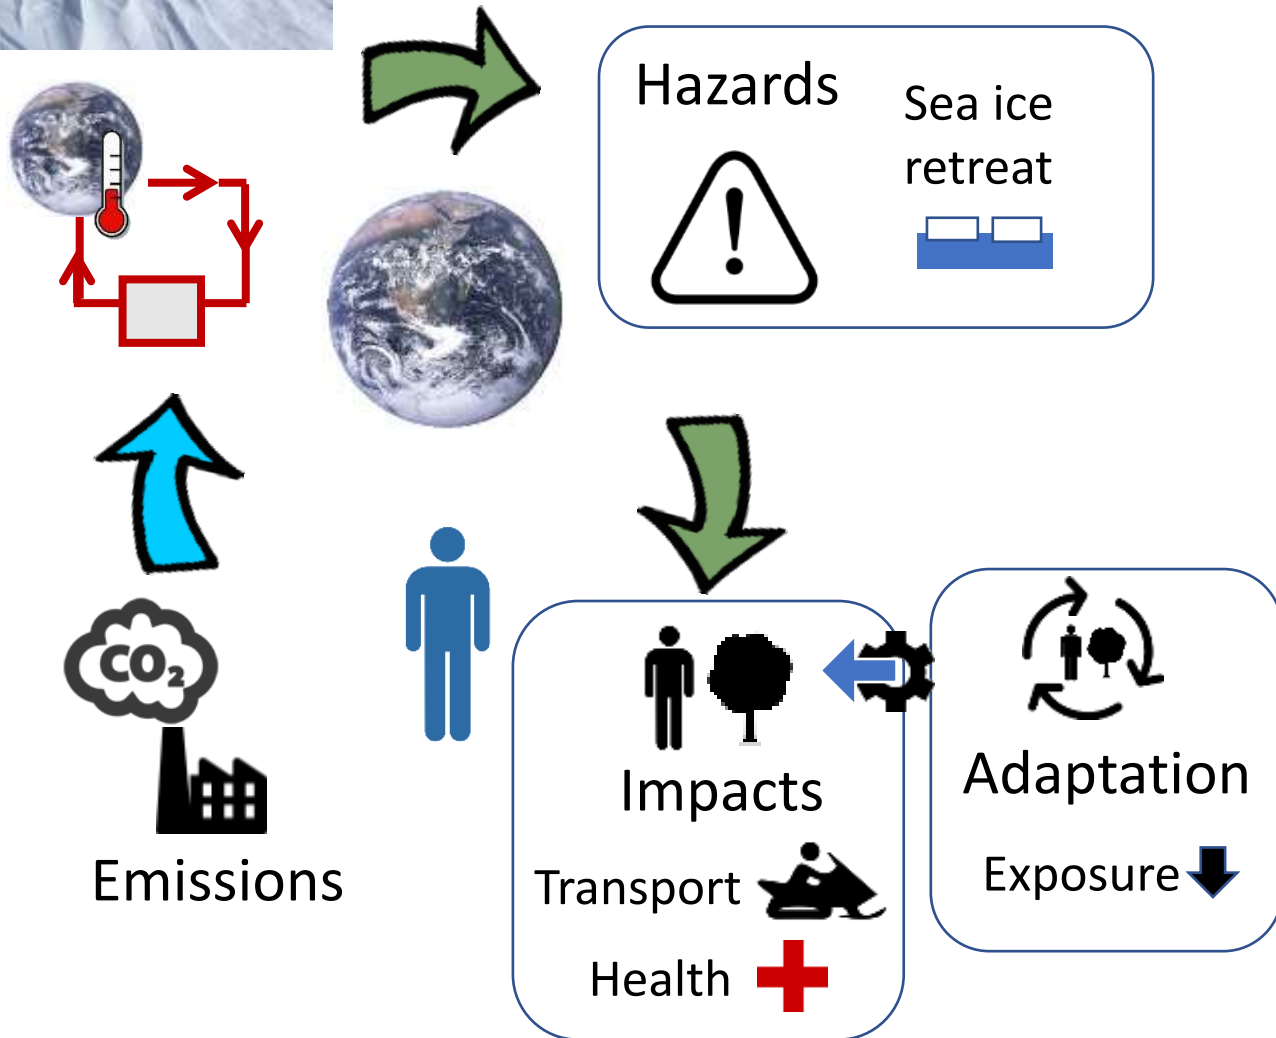 Hazards
Sea ice
retreat
CO₂
Emissions
Impacts
Transport
Health
Adaptation
Exposure